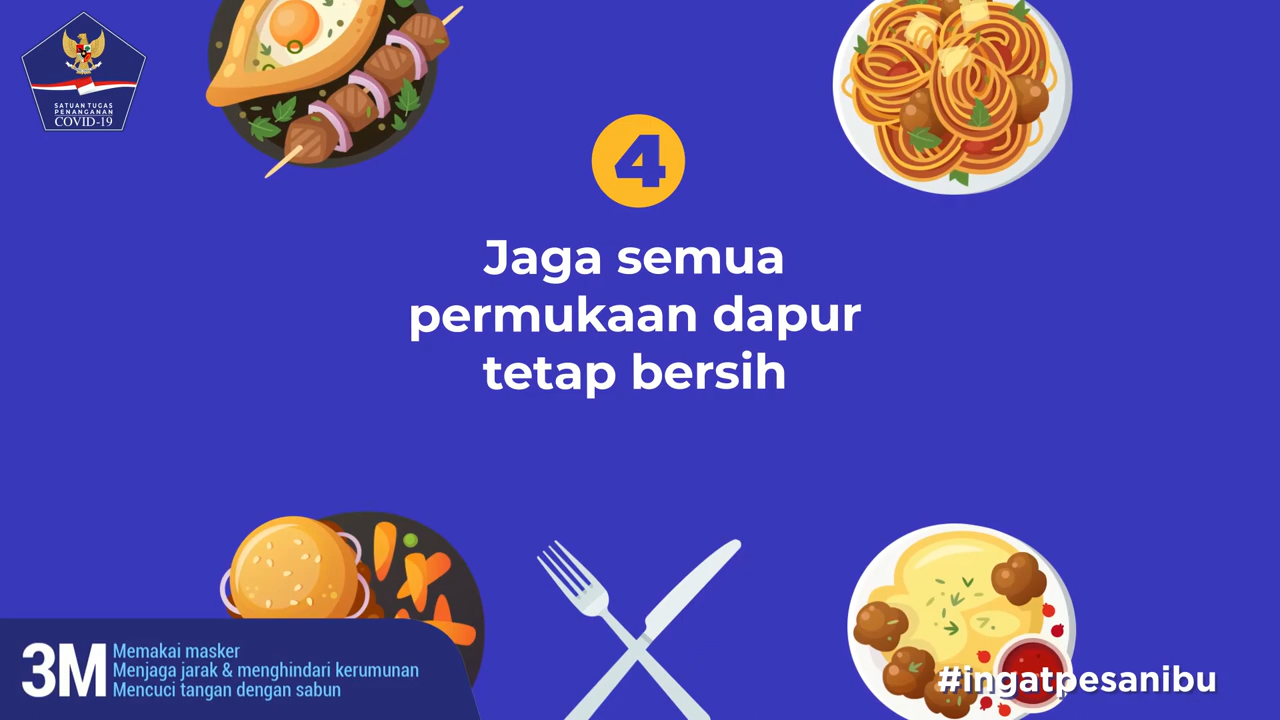 SATUAN TUGAS
PENANGANAN
COVID-19
4
Jaga semua
permukaan dapur
tetap bersih
3M
Memakai masker
Menjaga jarak & menghindari kerumunan
Mencuci tangan dengan sabun
#ingatpesanibu